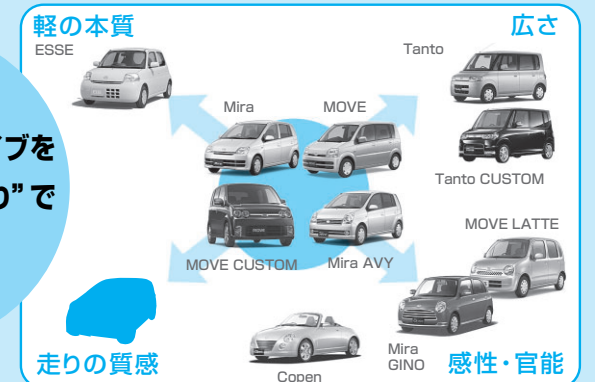 軽の本質
広さ
ESSE
Tanto
Mira
MOVE
イブを
り”で
Tanto CUSTOM
MOVE LATTE
MOVE CUSTOM
Mira AVY
走りの質感
Copen
Mira
GINO
感性・官能